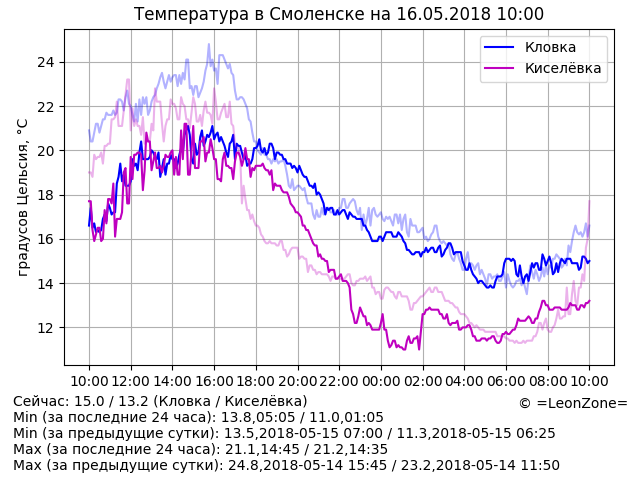 Температура в Смоленске на 16.05.2018 10:00
Кловка
Киселёвка
градусов Цельсия, °C
24
22
20
18
16
14
12
10:00 12:00 14:00 16:00 18:00 20:00 22:00 00:00 02:00 04:00 06:00 08:00 10:00
Сейчас: 15.0 / 13.2 (Кловка / Киселёвка)
© =LeonZone=
Min (за последние 24 часа): 13.8,05:05 / 11.0,01:05
Min (за предыдущие сутки): 13.5,2018-05-15 07:00 / 11.3,2018-05-15 06:25
Max (за последние 24 часа): 21.1,14:45 / 21.2,14:35
Max (за предыдущие сутки): 24.8,2018-05-14 15:45 / 23.2,2018-05-14 11:50